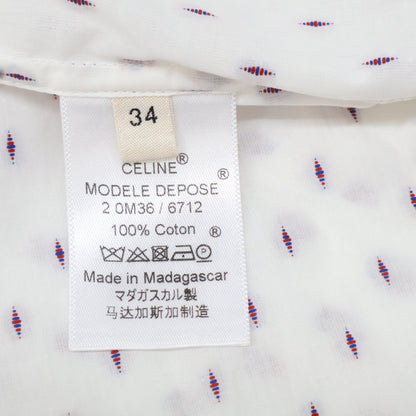 34
CELINE®
MODELE DEPOSE®
2 0M36 / 6712
100% Coton
Made in Madagascar
マダガスカル製
马达加斯加制造